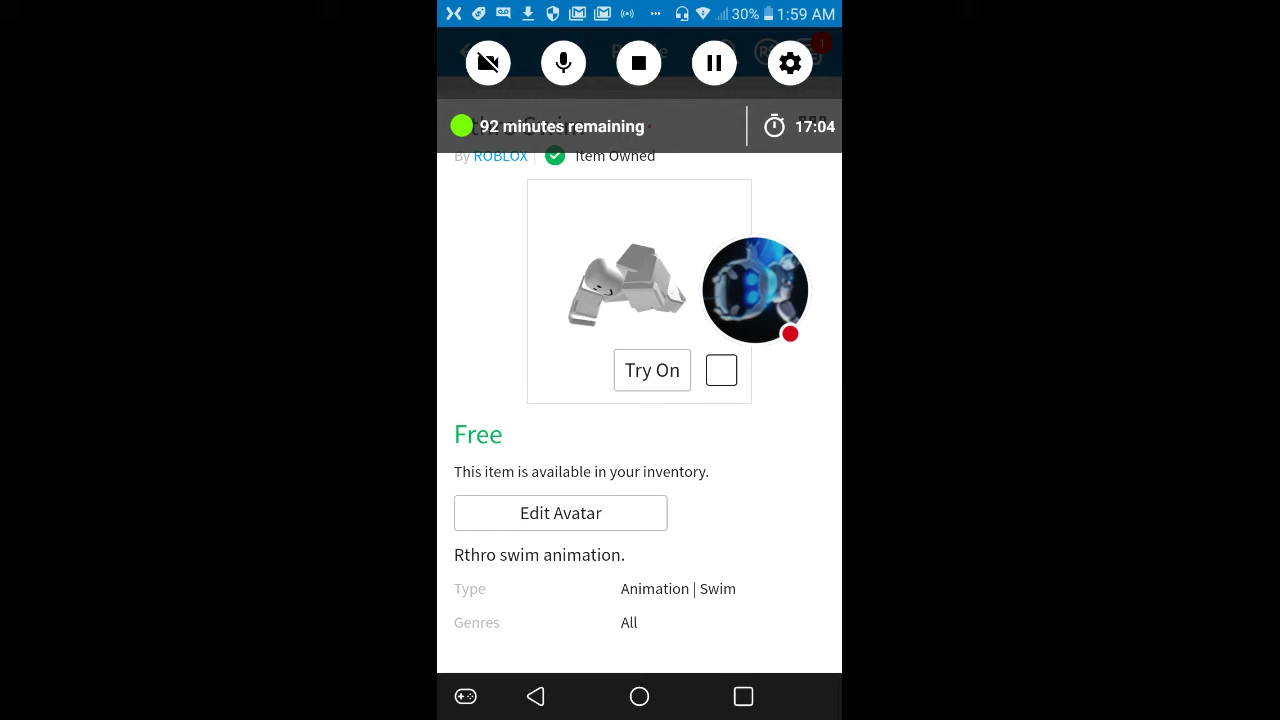 30% 1:59 AM
1
92 minutes remaining
17:04
By ROBLOX Item Owned
Try On
Free
This item is available in your inventory.
Edit Avatar
Rthro swim animation.
Type Animation | Swim
Genres All